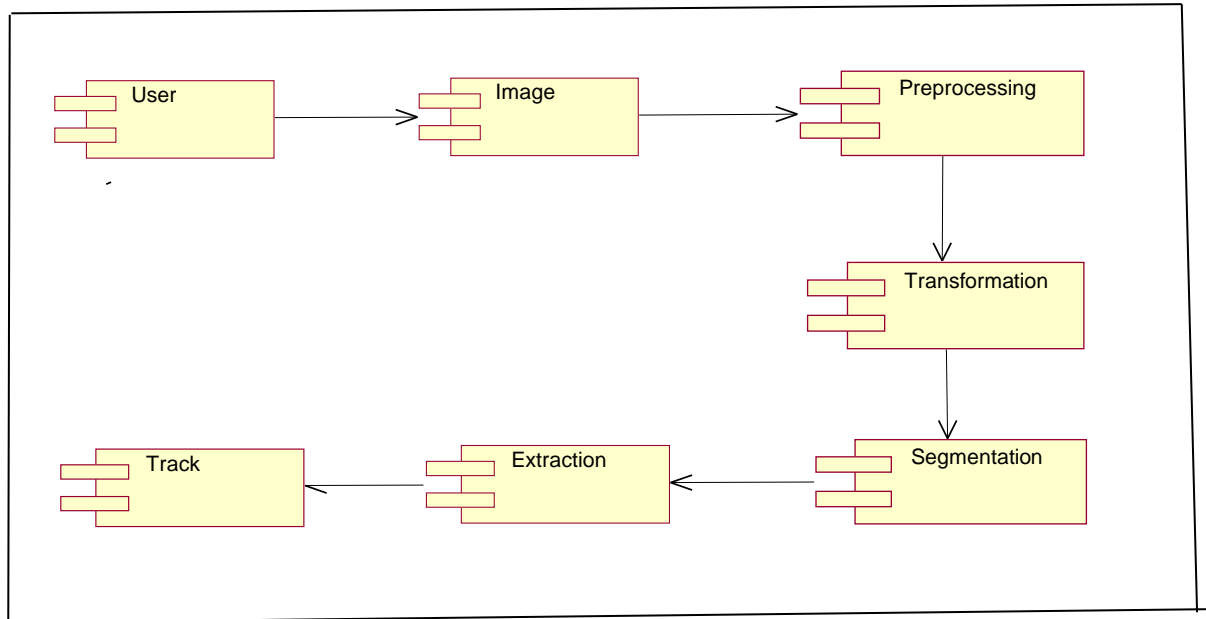 User
Image
Preprocessing
Transformation
Segmentation
Extraction
Track